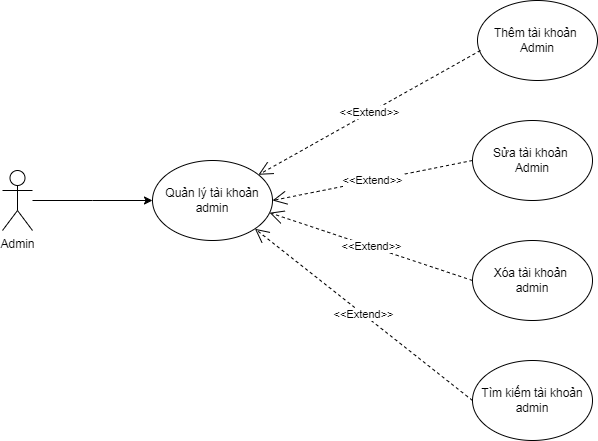 Thêm tài khoản
Admin
<<Extend>>
Sửa tài khoản
Admin
<<Extend>>
Quản lý tài khoản
admin
Admin
<<Extend>>
Xóa tài khoản
admin
<<Extend>>
Tìm kiếm tài khoản
admin